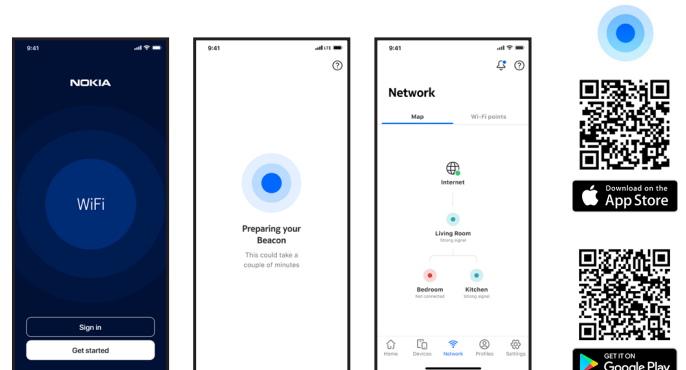 9:41
NOKIA
WiFi
Sign in
Get started
9:41
LTE
Preparing your
Beacon
This could take a
couple of minutes
9:41
Network
Map
Wi-Fi points
Internet
Living Room
Strong signal
Bedroom
Not connected
Kitchen
Strong signal
Home
Devices
Network
Profiles
Settings
Download on the
App Store
GET IT ON
Google Play